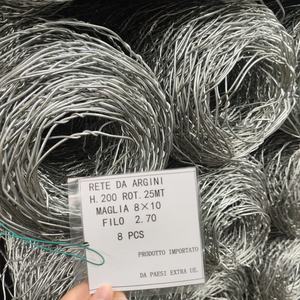 RETE DA ARGINI
H.200 ROT.25MT
MAGLIA 8×10
FILO 2.70
8 PCS
PRODUTTO IMPORTATO
DA PAESI EXTRA UE.